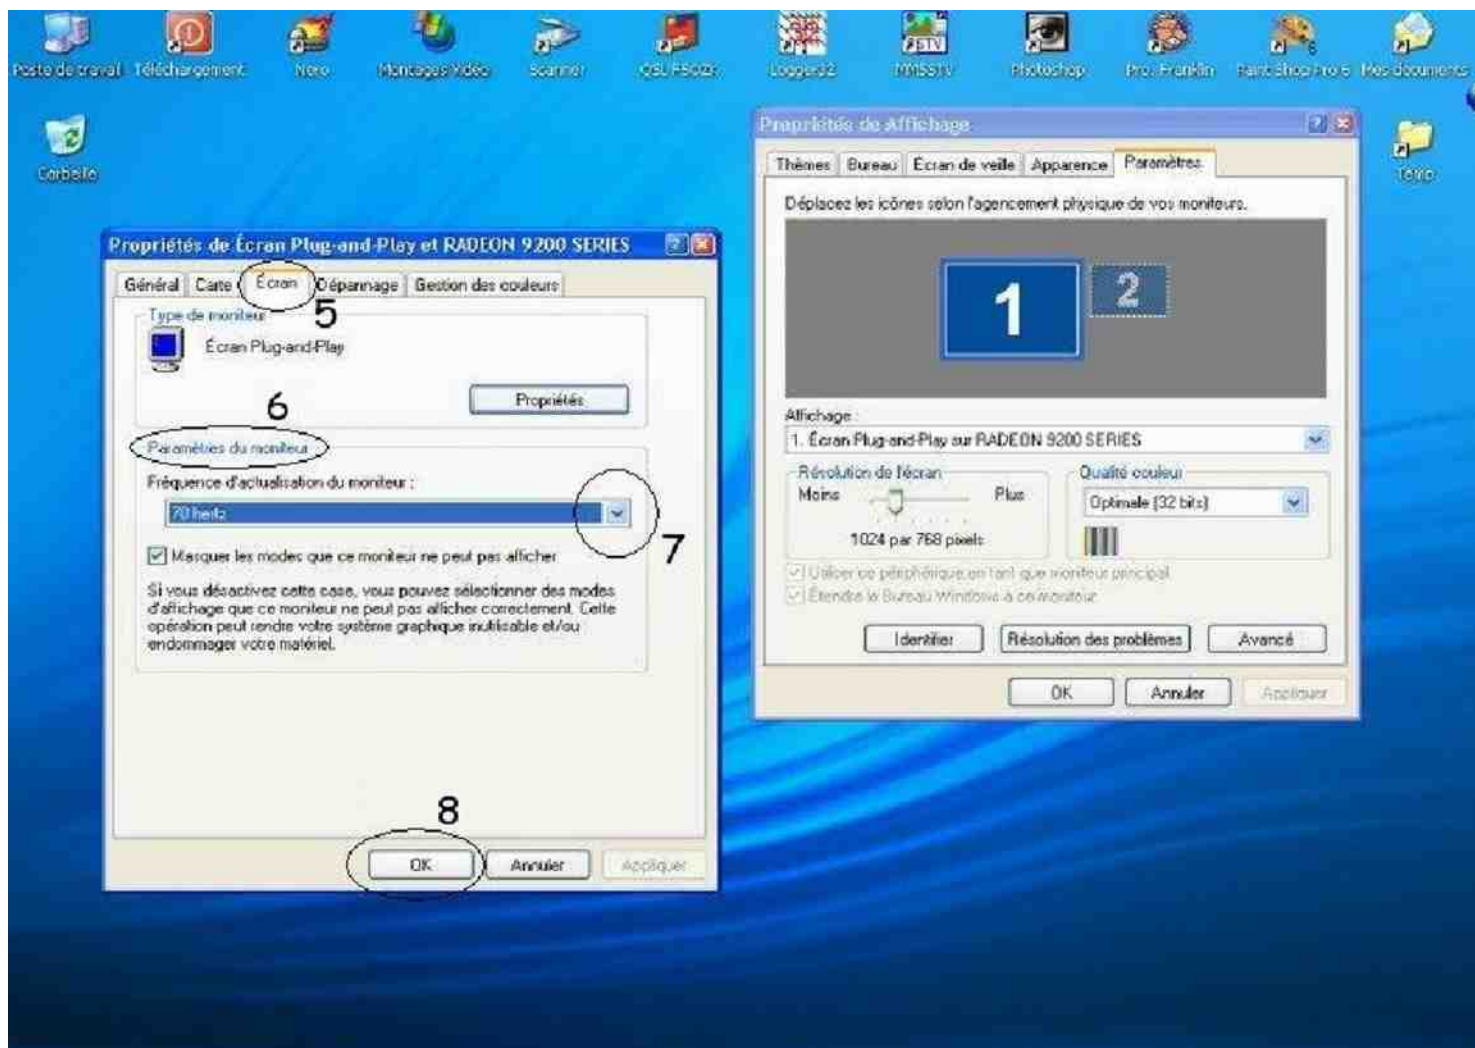 Poste de travail Téléchargement Nero Montages Vidéo Scanner Logger32 MMSSTV Photoshop Pro. Franklin Paint Shop Pro 6 Mes documents
Corbeille
Temp
Propriétés de Affichage
Thèmes Bureau Écran de veille Apparence Paramètres
Déplacez les icônes selon l'agencement physique de vos moniteurs.
1 2
Affichage :
1. Écran Plug-and-Play sur RADEON 9200 SERIES
Résolution de l'écran
Moins Plus
1024 par 768 pixels
Qualité couleur
Optimale (32 bits)
Utiliser ce périphérique en tant que moniteur principal
Étendre le Bureau Windows à ce moniteur
Identifier Résolution des problèmes Avancé
OK Annuler Appliquer
Propriétés de Écran Plug-and-Play et RADEON 9200 SERIES
Général Carte Écran Dépannage Gestion des couleurs
5
Type de moniteur
Écran Plug-and-Play
Propriétés
6
Paramètres du moniteur
Fréquence d'actualisation du moniteur :
70 hertz
7
Masquer les modes que ce moniteur ne peut pas afficher
Si vous désactivez cette case, vous pouvez sélectionner des modes
d'affichage que ce moniteur ne peut pas afficher correctement. Cette
opération peut rendre votre système graphique inutilisable et/ou
endommager votre matériel.
8
OK Annuler Appliquer